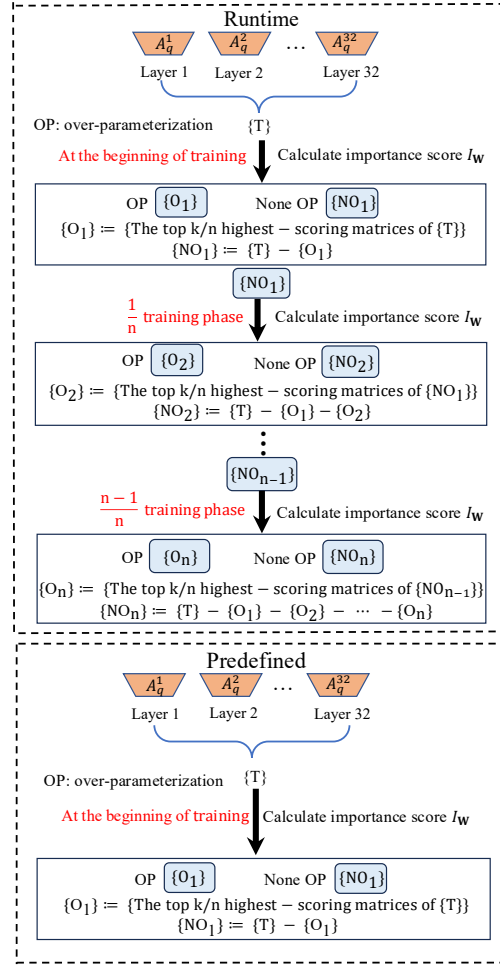 Runtime
A_q^1 A_q^2 … A_q^32
Layer 1 Layer 2 Layer 32
OP: over-parameterization {T}
At the beginning of training Calculate importance score I_W
OP {O_1} None OP {NO_1}
{O_1} ≔ {The top k/n highest − scoring matrices of {T}}
{NO_1} ≔ {T} − {O_1}
{NO_1}
1/n training phase Calculate importance score I_W
OP {O_2} None OP {NO_2}
{O_2} ≔ {The top k/n highest − scoring matrices of {NO_1}}
{NO_2} ≔ {T} − {O_1} − {O_2}
⋮
{NO_n−1}
n − 1/n training phase Calculate importance score I_W
OP {O_n} None OP {NO_n}
{O_n} ≔ {The top k/n highest − scoring matrices of {NO_n−1}}
{NO_n} ≔ {T} − {O_1} − {O_2} − ⋯ − {O_n}
Predefined
A_q^1 A_q^2 … A_q^32
Layer 1 Layer 2 Layer 32
OP: over-parameterization {T}
At the beginning of training Calculate importance score I_W
OP {O_1} None OP {NO_1}
{O_1} ≔ {The top k/n highest − scoring matrices of {T}}
{NO_1} ≔ {T} − {O_1}